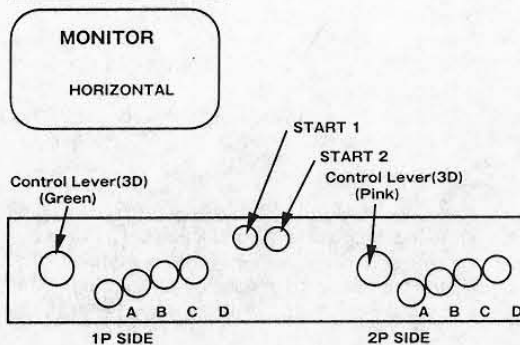 MONITOR
HORIZONTAL
START 1
START 2
Control Lever(3D)
(Green)
Control Lever(3D)
(Pink)
A B C D
A B C D
1P SIDE
2P SIDE